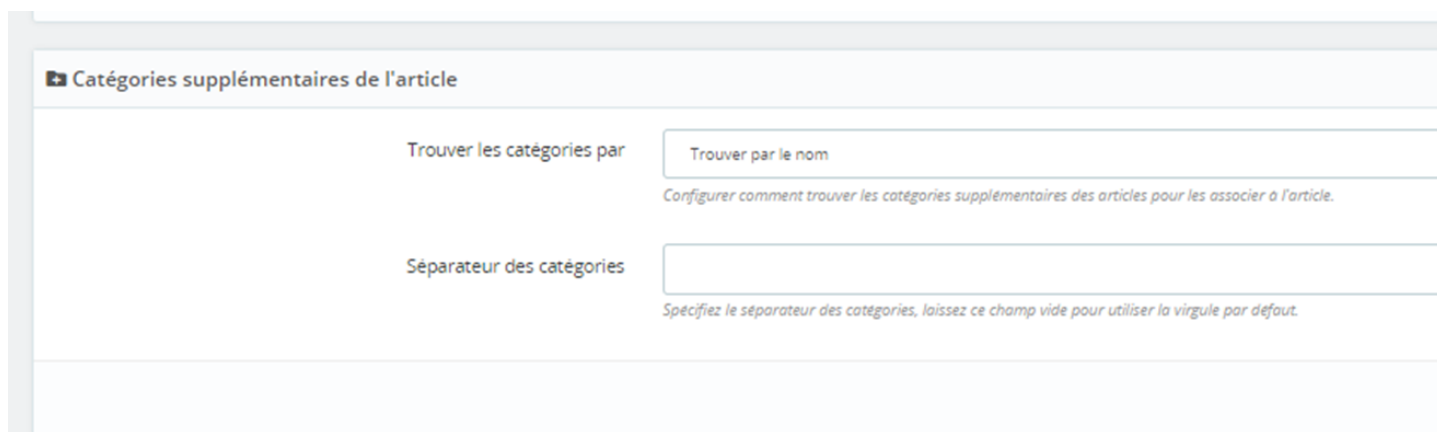 Catégories supplémentaires de l'article
Trouver les catégories par
Trouver par le nom
Configurer comment trouver les catégories supplémentaires des articles pour les associer à l'article.
Séparateur des catégories
Spécifiez le séparateur des catégories, laissez ce champ vide pour utiliser la virgule par défaut.